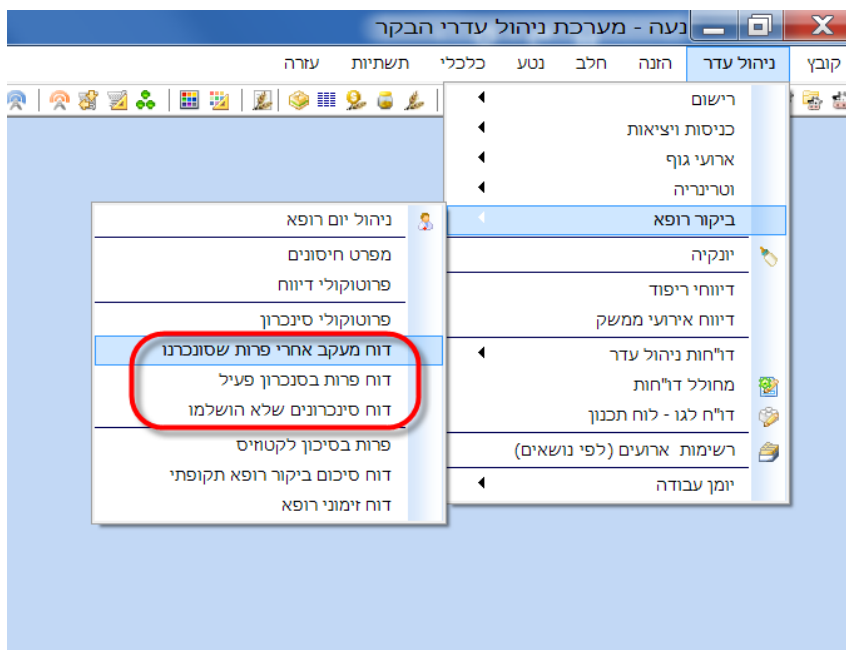 נעה - מערכת ניהול עדרי הבקר
קובץ ניהול עדר הזנה חלב נטע כלכלי תשתיות עזרה
רישום
כניסות ויציאות
ארועי גוף
וטרינריה
ביקור רופא
יונקיה
דיווחי ריפוד
דיווח אירועי ממשק
דו"חות ניהול עדר
מחולל דו"חות
דו"ח לגו - לוח תכנון
רשימות ארועים (לפי נושאים)
יומן עבודה
ניהול יום רופא
מפרט חיסונים
פרוטוקולי דיווח
פרוטוקולי סינכרון
דוח מעקב אחרי פרות שסונכרנו
דוח פרות בסנכרון פעיל
דוח סינכרונים שלא הושלמו
פרות בסיכון לקטוזיס
דוח סיכום ביקור רופא תקופתי
דוח זימוני רופא